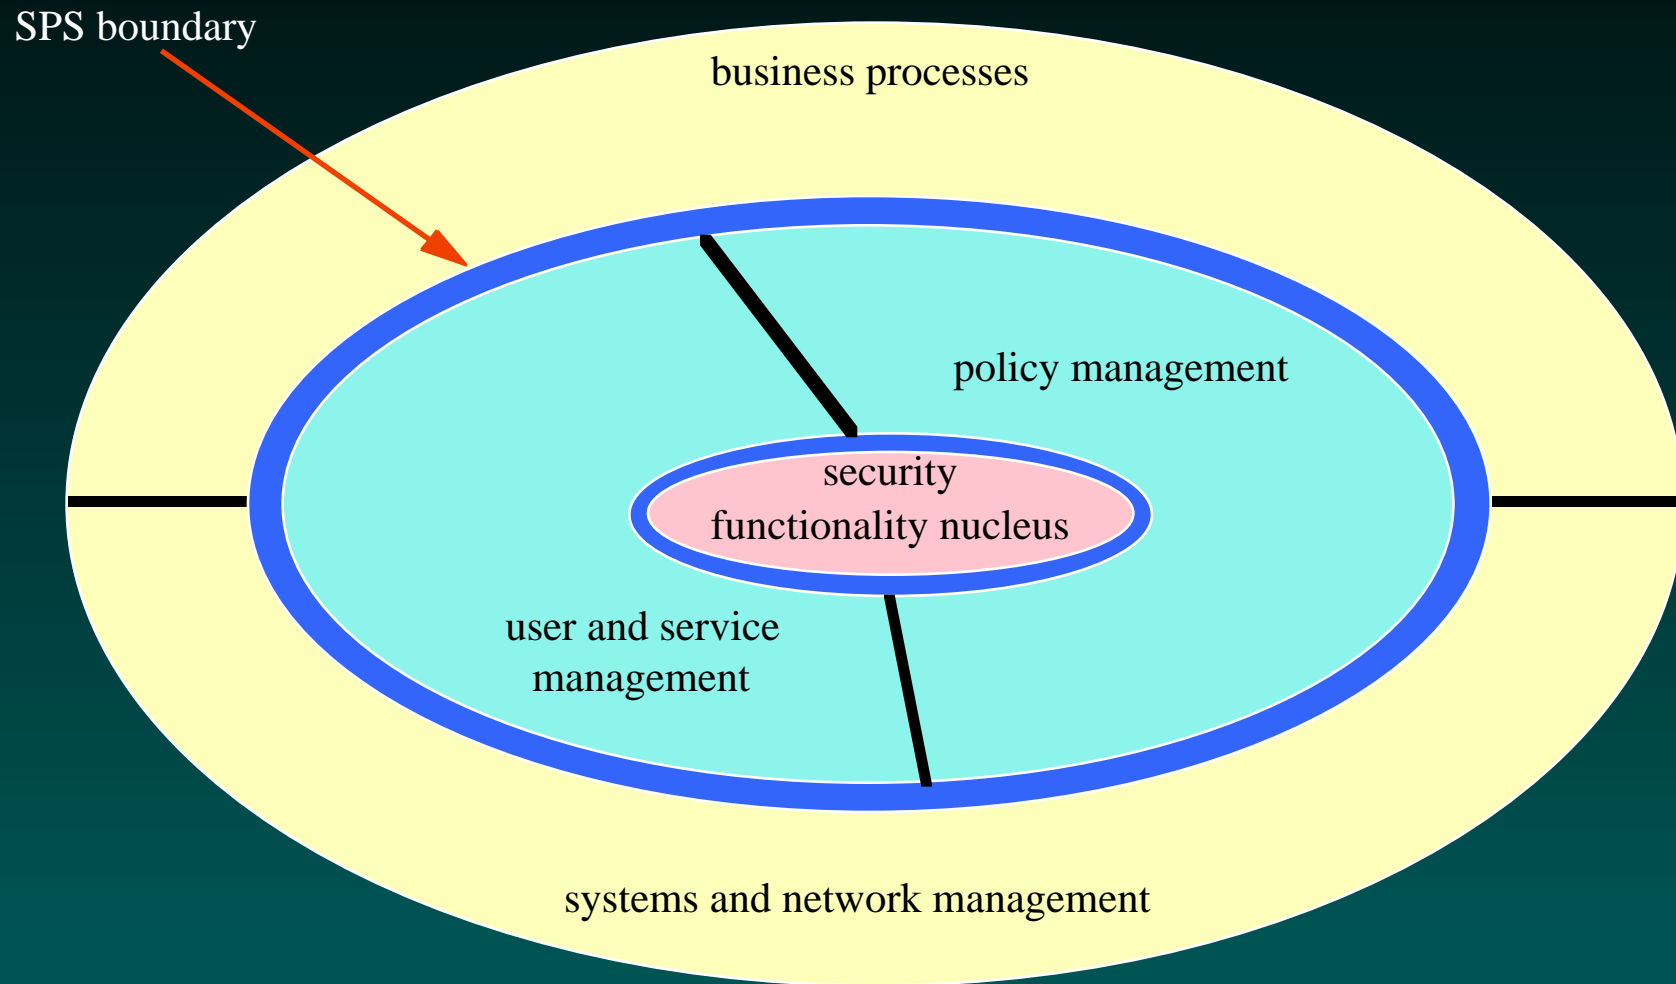 SPS boundary
business processes
policy management
security
functionality nucleus
user and service
management
systems and network management